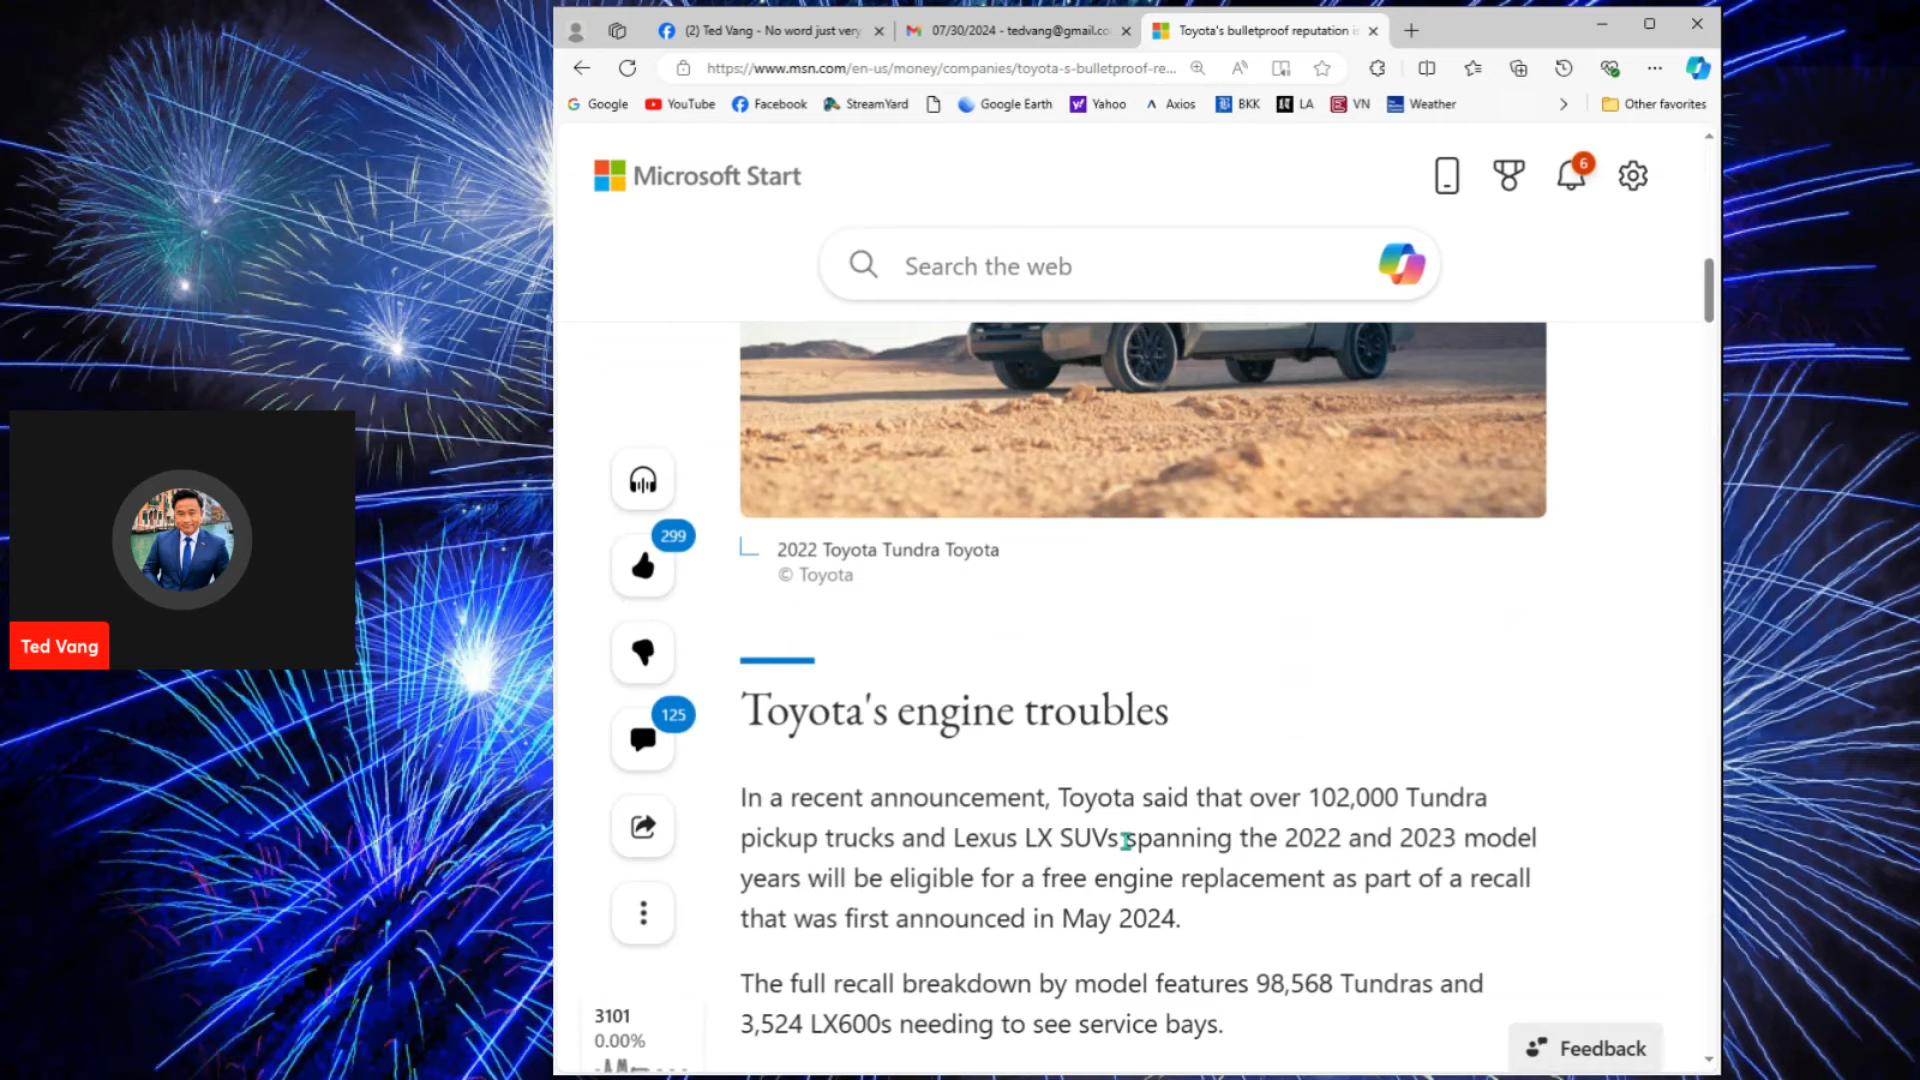 (2) Ted Vang - No word just very
07/30/2024 - tedvang@gmail.co
Toyota's bulletproof reputation i
https://www.msn.com/en-us/money/companies/toyota-s-bulletproof-re...
Google
YouTube
Facebook
StreamYard
Google Earth
Yahoo
Axios
BKK
LA
VN
Weather
Other favorites
Microsoft Start
6
Search the web
299
2022 Toyota Tundra Toyota
© Toyota
Ted Vang
125
Toyota's engine troubles
In a recent announcement, Toyota said that over 102,000 Tundra
pickup trucks and Lexus LX SUVs spanning the 2022 and 2023 model
years will be eligible for a free engine replacement as part of a recall
that was first announced in May 2024.
The full recall breakdown by model features 98,568 Tundras and
3,524 LX600s needing to see service bays.
3101
0.00%
Feedback